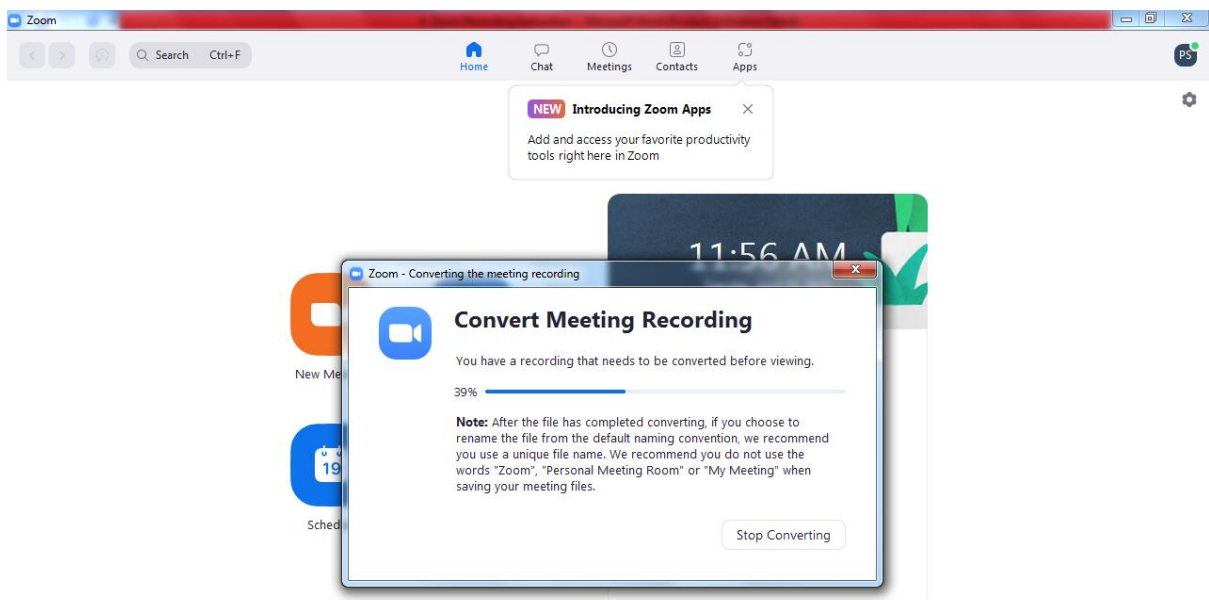 Zoom
Search Ctrl+F
Home Chat Meetings Contacts Apps
PS
NEW Introducing Zoom Apps
Add and access your favorite productivity
tools right here in Zoom
11:56 AM
Zoom - Converting the meeting recording
Convert Meeting Recording
You have a recording that needs to be converted before viewing.
39%
Note: After the file has completed converting, if you choose to
rename the file from the default naming convention, we recommend
you use a unique file name. We recommend you do not use the
words "Zoom", "Personal Meeting Room" or "My Meeting" when
saving your meeting files.
Stop Converting
New Me
19
Sched